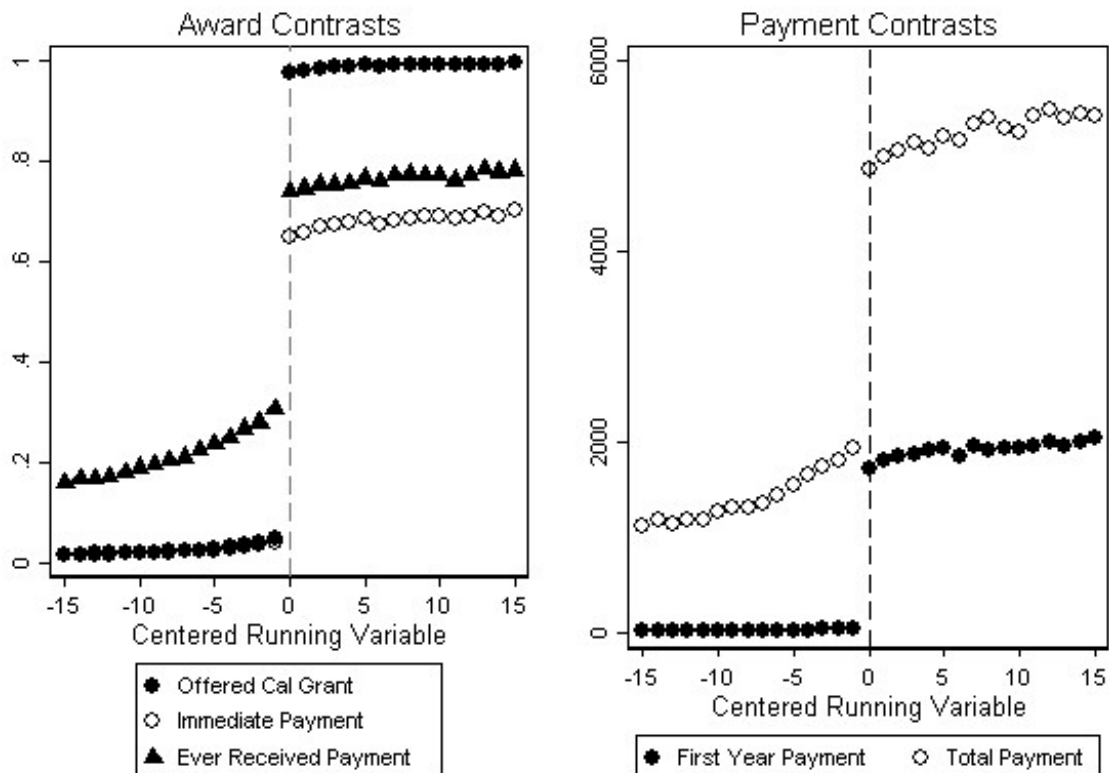 Award Contrasts
1
.8
.6
.4
.2
0
-15 -10 -5 0 5 10 15
Centered Running Variable
Offered Cal Grant
Immediate Payment
Ever Received Payment
Payment Contrasts
6000
4000
2000
0
-15 -10 -5 0 5 10 15
Centered Running Variable
First Year Payment Total Payment